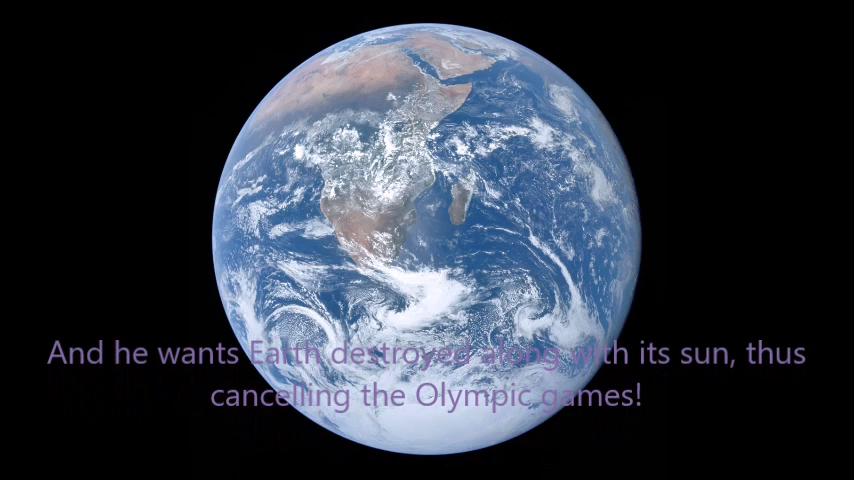 And he wants Earth destroyed along with its sun, thus
cancelling the Olympic games!